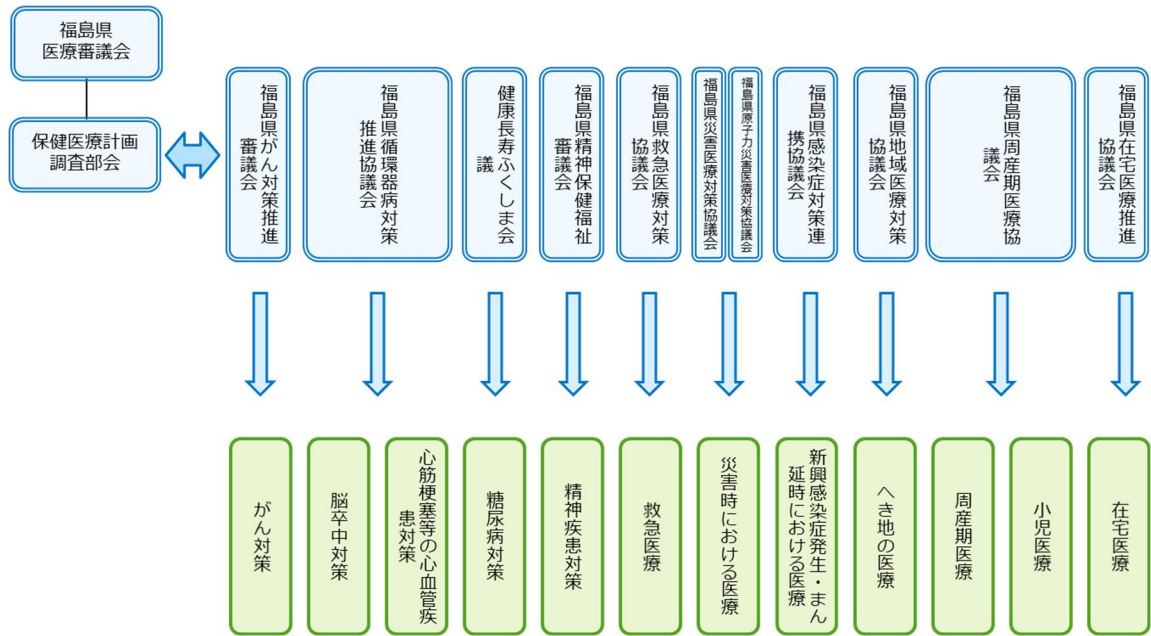 福島県
医療審議会
保健医療計画
調査部会
福島県がん対策推進
審議会
福島県循環器病対策
推進協議会
健康長寿ふくしま会
議
福島県精神保健福祉
審議会
福島県救急医療対策
協議会
福島県災害医療対策協議会
福島県原子力災害医療対策協議会
福島県感染症対策連
携協議会
福島県地域医療対策
協議会
福島県周産期医療協
議会
福島県在宅医療推進
協議会
がん対策
脳卒中対策
心筋梗塞等の心血管疾
患対策
糖尿病対策
精神疾患対策
救急医療
災害時における医療
新興感染症発生・まん
延時における医療
へき地の医療
周産期医療
小児医療
在宅医療